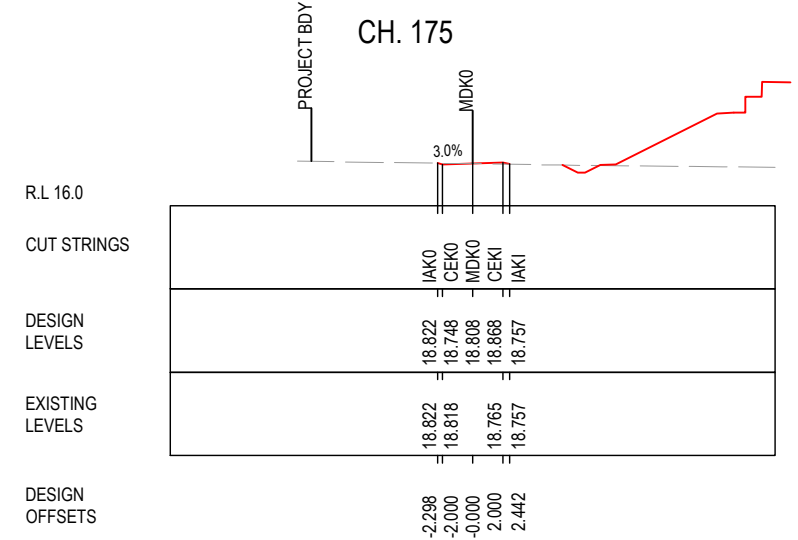 CH. 175
PROJECT BDY
MDK0
3.0%
R.L 16.0
CUT STRINGS
IAK0
CEK0
MDK0
CEKI
IAKI
DESIGN
LEVELS
18.822
18.748
18.808
18.868
18.757
EXISTING
LEVELS
18.822
18.818
18.765
18.757
DESIGN
OFFSETS
-2.298
-2.000
-0.000
2.000
2.442